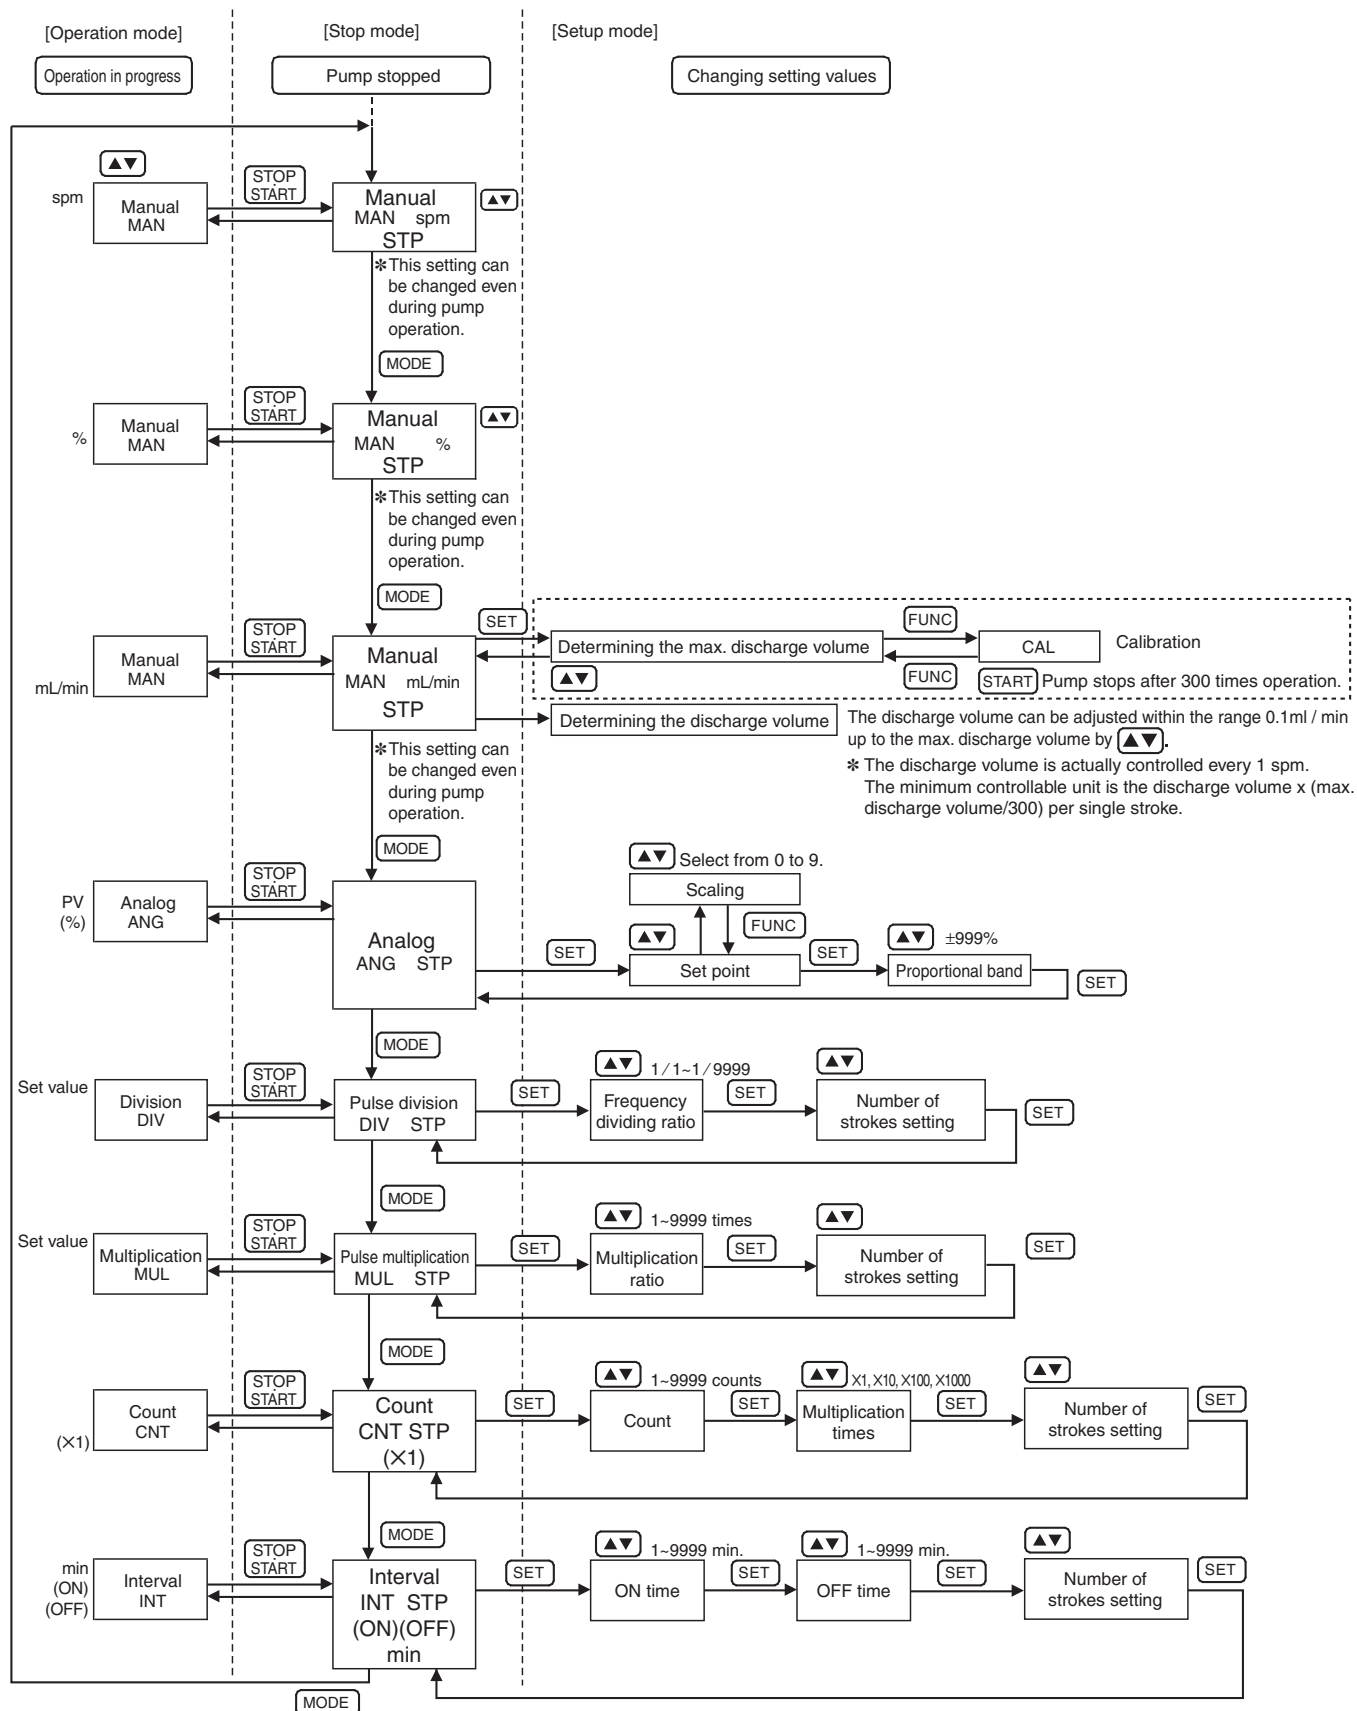 [Operation mode]
[Stop mode]
[Setup mode]
Operation in progress
Pump stopped
Changing setting values
▲▼
spm
Manual
MAN
STOP
START
Manual
MAN spm
STP
▲▼
✻This setting can
be changed even
during pump
operation.
MODE
%
Manual
MAN
STOP
START
Manual
MAN %
STP
▲▼
✻This setting can
be changed even
during pump
operation.
MODE
mL/min
Manual
MAN
STOP
START
Manual
MAN mL/min
STP
SET
Determining the max. discharge volume
▲▼
FUNC
FUNC
CAL
Calibration
START Pump stops after 300 times operation.
Determining the discharge volume
The discharge volume can be adjusted within the range 0.1ml / min
up to the max. discharge volume by ▲▼.
✻ The discharge volume is actually controlled every 1 spm.
The minimum controllable unit is the discharge volume x (max.
discharge volume/300) per single stroke.
✻This setting can
be changed even
during pump
operation.
MODE
PV
(%)
Analog
ANG
STOP
START
Analog
ANG STP
SET
▲▼ Select from 0 to 9.
Scaling
▲▼
FUNC
Set point
SET
▲▼ ±999%
Proportional band
SET
MODE
Set value
Division
DIV
STOP
START
Pulse division
DIV STP
SET
▲▼ 1/1~1/9999
Frequency
dividing ratio
SET
▲▼
Number of
strokes setting
SET
MODE
Set value
Multiplication
MUL
STOP
START
Pulse multiplication
MUL STP
SET
▲▼ 1~9999 times
Multiplication
ratio
SET
▲▼
Number of
strokes setting
SET
MODE
(×1)
Count
CNT
STOP
START
Count
CNT STP
(×1)
SET
▲▼ 1~9999 counts
Count
SET
▲▼ ×1, ×10, ×100, ×1000
Multiplication
times
SET
▲▼
Number of
strokes setting
SET
MODE
min
(ON)
(OFF)
Interval
INT
STOP
START
Interval
INT STP
(ON)(OFF)
min
SET
▲▼ 1~9999 min.
ON time
SET
▲▼ 1~9999 min.
OFF time
SET
▲▼
Number of
strokes setting
SET
MODE